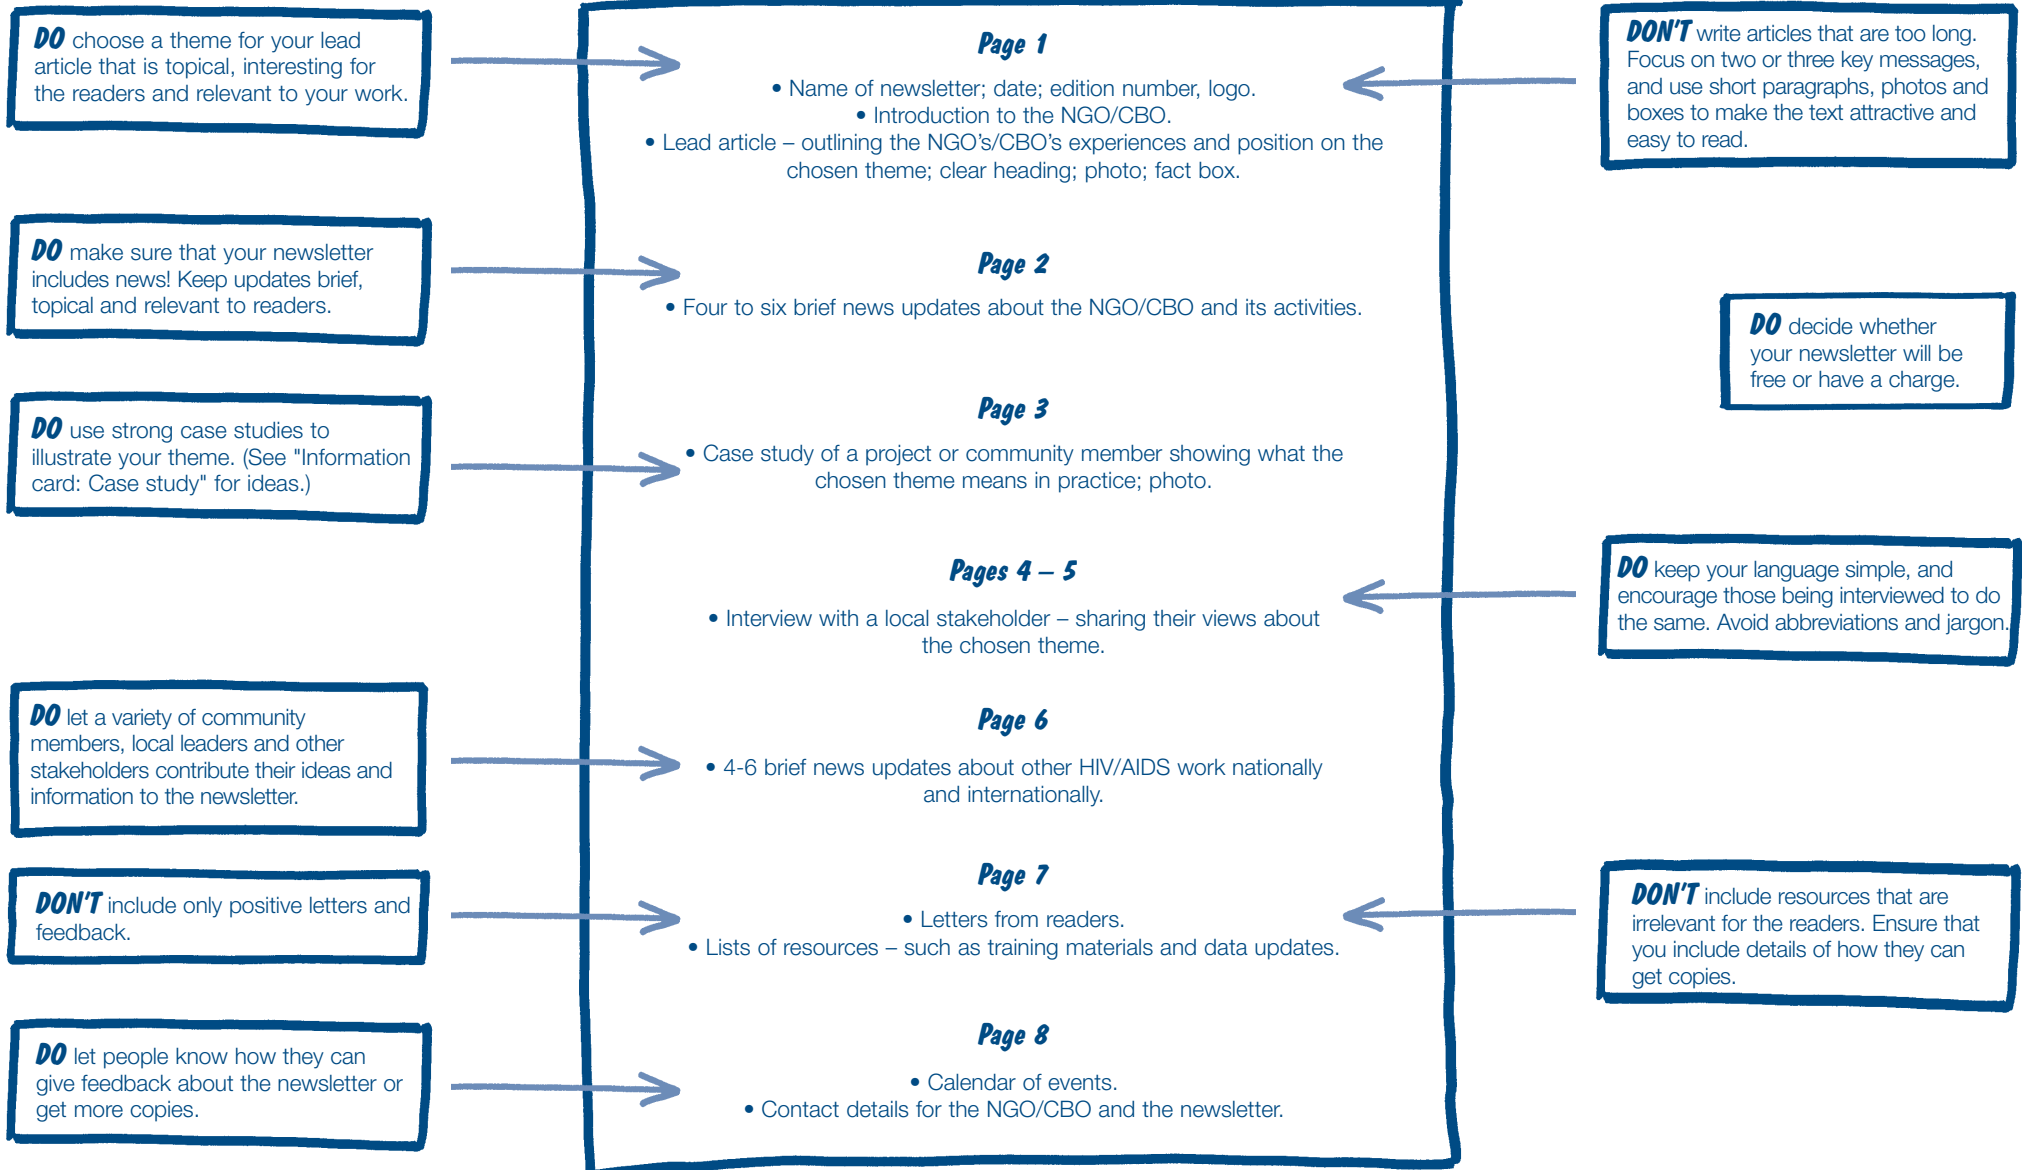 DO choose a theme for your lead
article that is topical, interesting for
the readers and relevant to your work.
DO make sure that your newsletter
includes news! Keep updates brief,
topical and relevant to readers.
DO use strong case studies to
illustrate your theme. (See "Information
card: Case study" for ideas.)
DO let a variety of community
members, local leaders and other
stakeholders contribute their ideas and
information to the newsletter.
DON'T include only positive letters and
feedback.
DO let people know how they can
give feedback about the newsletter or
get more copies.
Page 1
• Name of newsletter; date; edition number, logo.
• Introduction to the NGO/CBO.
• Lead article – outlining the NGO's/CBO's experiences and position on the
chosen theme; clear heading; photo; fact box.
Page 2
• Four to six brief news updates about the NGO/CBO and its activities.
Page 3
• Case study of a project or community member showing what the
chosen theme means in practice; photo.
Pages 4 – 5
• Interview with a local stakeholder – sharing their views about
the chosen theme.
Page 6
• 4-6 brief news updates about other HIV/AIDS work nationally
and internationally.
Page 7
• Letters from readers.
• Lists of resources – such as training materials and data updates.
Page 8
• Calendar of events.
• Contact details for the NGO/CBO and the newsletter.
DON'T write articles that are too long.
Focus on two or three key messages,
and use short paragraphs, photos and
boxes to make the text attractive and
easy to read.
DO decide whether
your newsletter will be
free or have a charge.
DO keep your language simple, and
encourage those being interviewed to do
the same. Avoid abbreviations and jargon.
DON'T include resources that are
irrelevant for the readers. Ensure that
you include details of how they can
get copies.